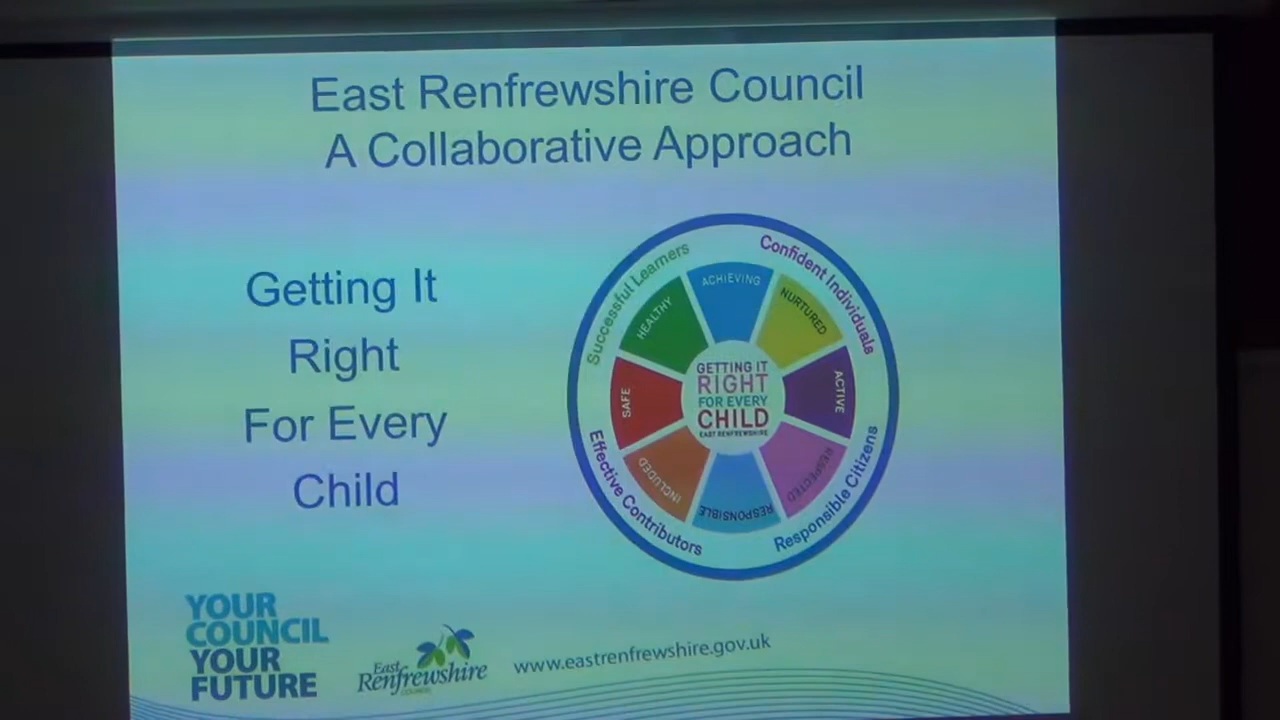 East Renfrewshire Council
A Collaborative Approach
Getting It
Right
For Every
Child
Successful Learners
Confident Individuals
ACHIEVING
HEALTHY
NURTURED
SAFE
ACTIVE
GETTING IT
RIGHT
FOR EVERY
CHILD
EAST RENFREWSHIRE
INCLUDED
RESPECTED
RESPONSIBLE
Effective Contributors
Responsible Citizens
YOUR
COUNCIL
YOUR
FUTURE
East
Renfrewshire
COUNCIL
www.eastrenfrewshire.gov.uk